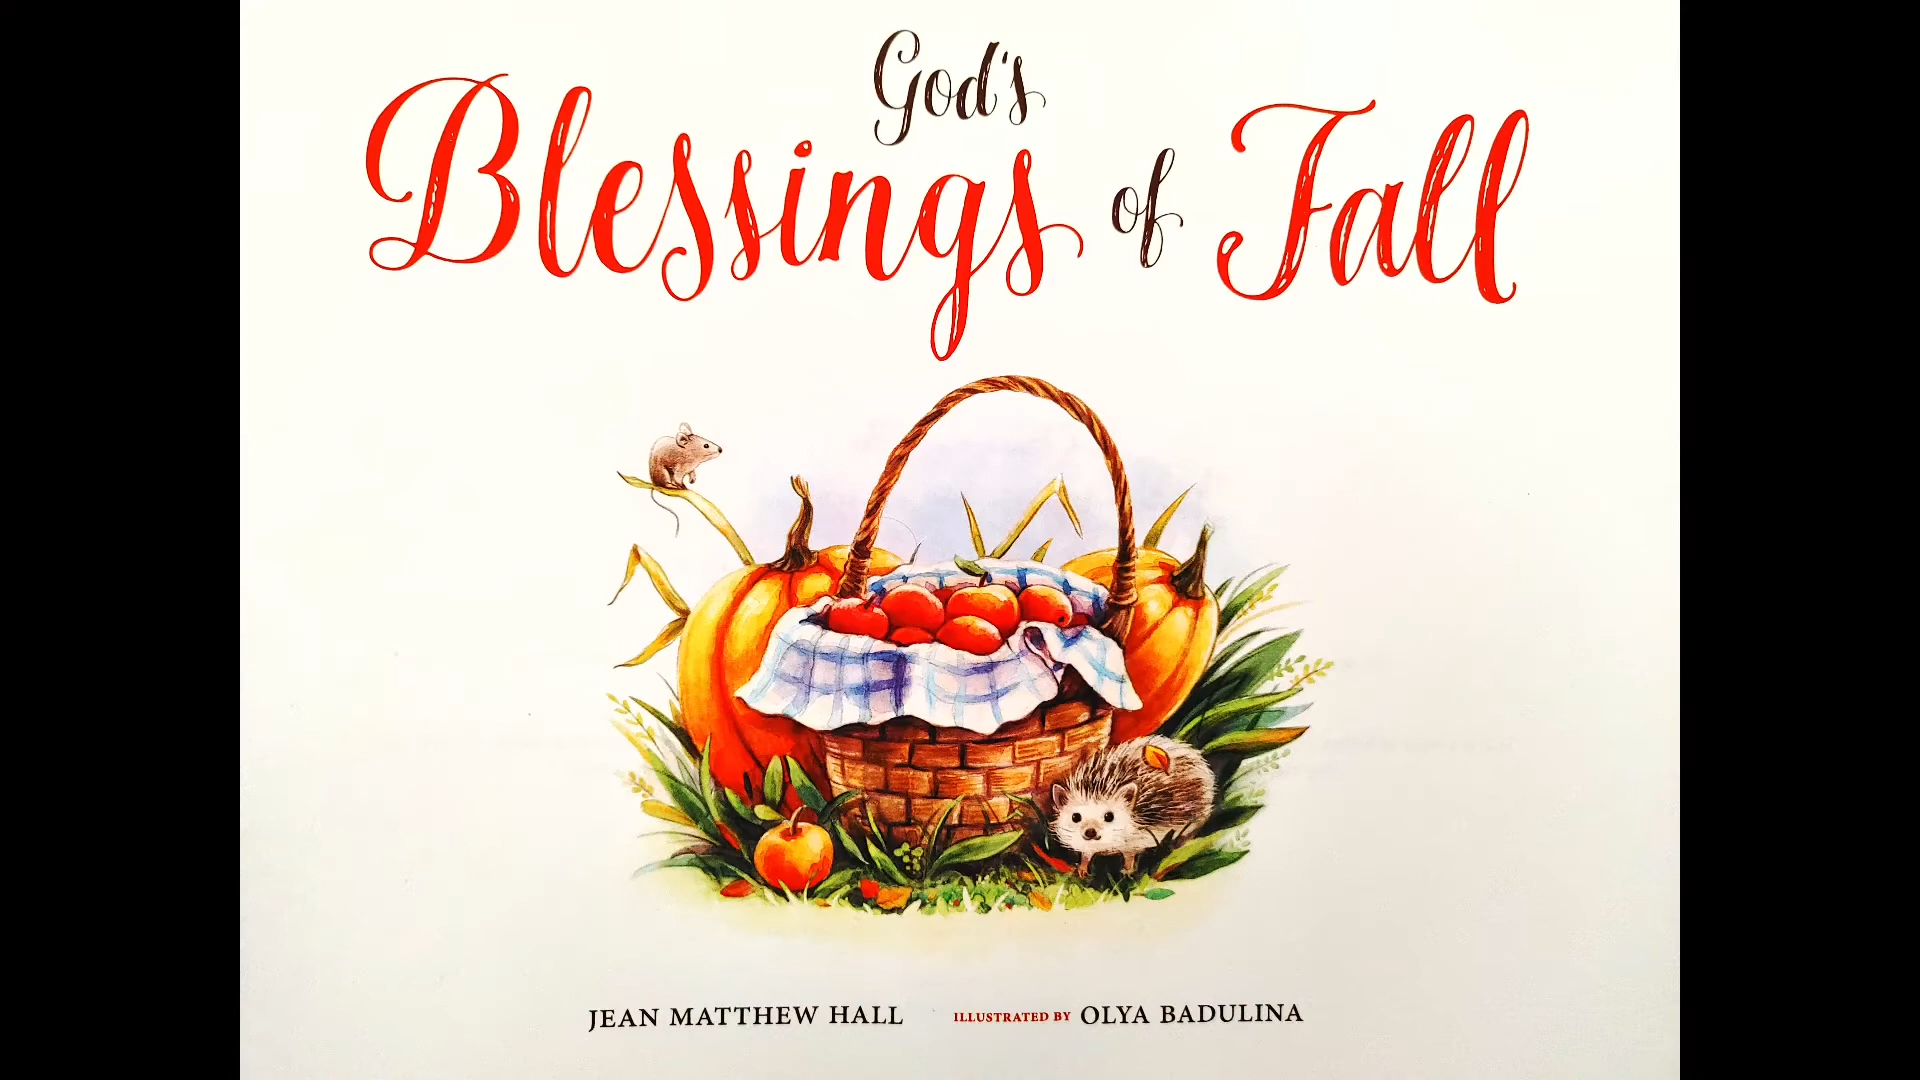 God's
Blessings of Fall
JEAN MATTHEW HALL ILLUSTRATED BY OLYA BADULINA